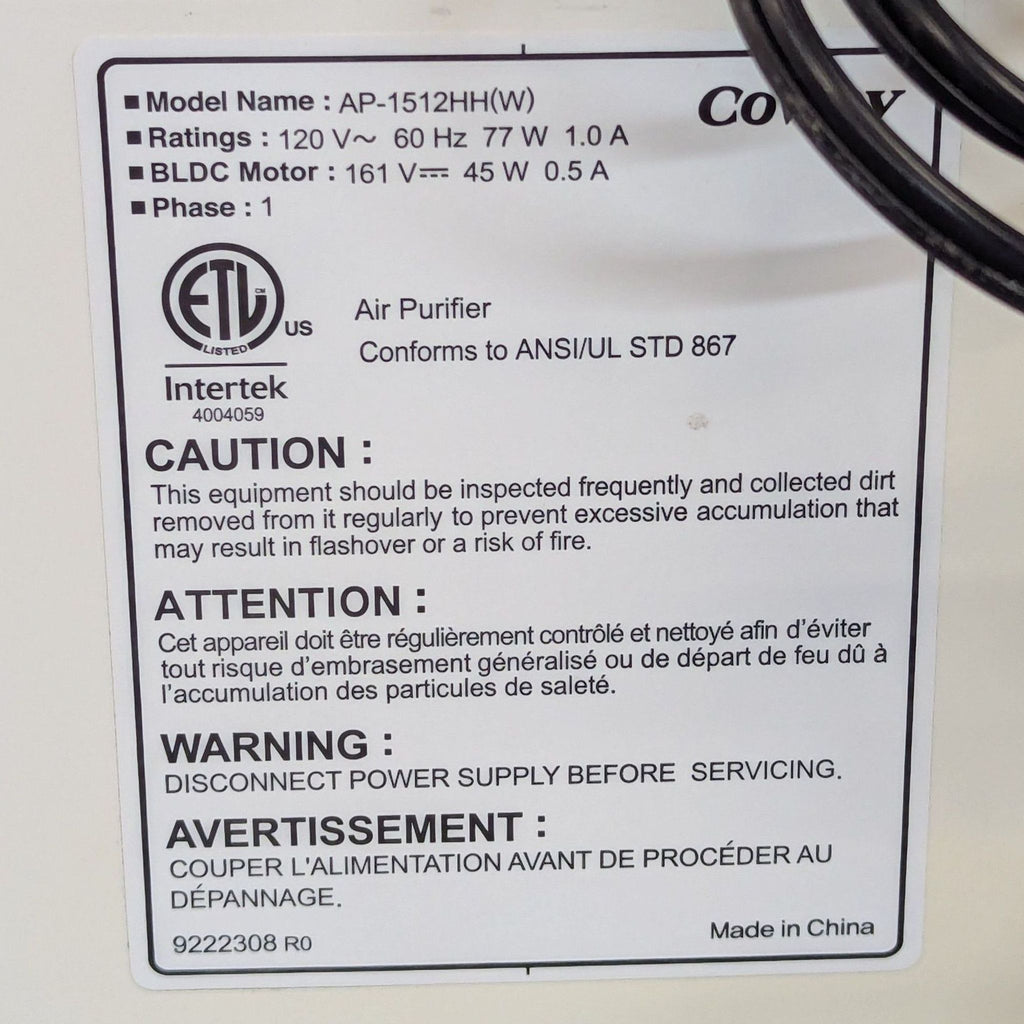 ■ Model Name : AP-1512HH(W)
■ Ratings : 120 V～ 60 Hz 77 W 1.0 A
■ BLDC Motor : 161 V⎓ 45 W 0.5 A
■ Phase : 1
ETL CM
LISTED
US
Intertek
4004059
Air Purifier
Conforms to ANSI/UL STD 867
CAUTION :
This equipment should be inspected frequently and collected dirt
removed from it regularly to prevent excessive accumulation that
may result in flashover or a risk of fire.
ATTENTION :
Cet appareil doit être régulièrement contrôlé et nettoyé afin d'éviter
tout risque d'embrasement généralisé ou de départ de feu dû à
l'accumulation des particules de saleté.
WARNING :
DISCONNECT POWER SUPPLY BEFORE SERVICING.
AVERTISSEMENT :
COUPER L'ALIMENTATION AVANT DE PROCÉDER AU
DÉPANNAGE.
9222308 R0
Made in China